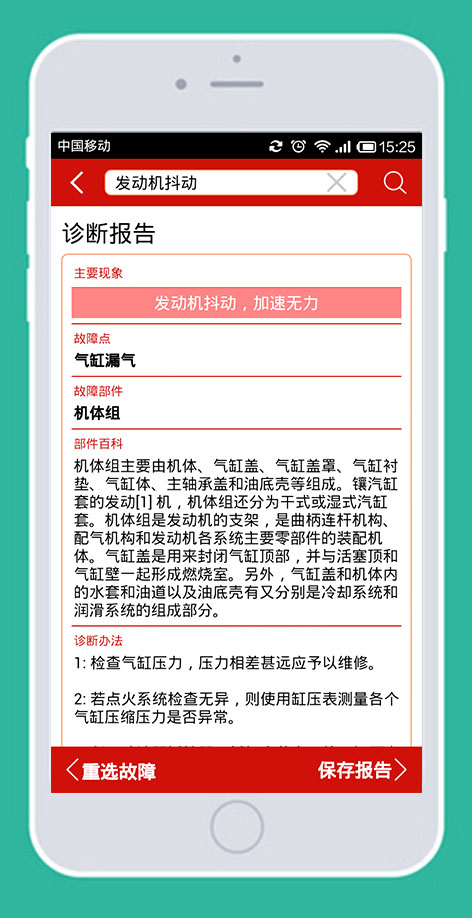 中国移动 15:25
发动机抖动
诊断报告
主要现象
发动机抖动，加速无力
故障点
气缸漏气
故障部件
机体组
部件百科
机体组主要由机体、气缸盖、气缸盖罩、气缸衬
垫、气缸体、主轴承盖和油底壳等组成。镶汽缸
套的发动[1] 机，机体组还分为干式或湿式汽缸
套。机体组是发动机的支架，是曲柄连杆机构、
配气机构和发动机各系统主要零部件的装配机
体。气缸盖是用来封闭气缸顶部，并与活塞顶和
气缸壁一起形成燃烧室。另外，气缸盖和机体内
的水套和油道以及油底壳有又分别是冷却系统和
润滑系统的组成部分。
诊断办法
1: 检查气缸压力，压力相差甚远应予以维修。
2: 若点火系统检查无异，则使用缸压表测量各个
气缸压缩压力是否异常。
重选故障 保存报告